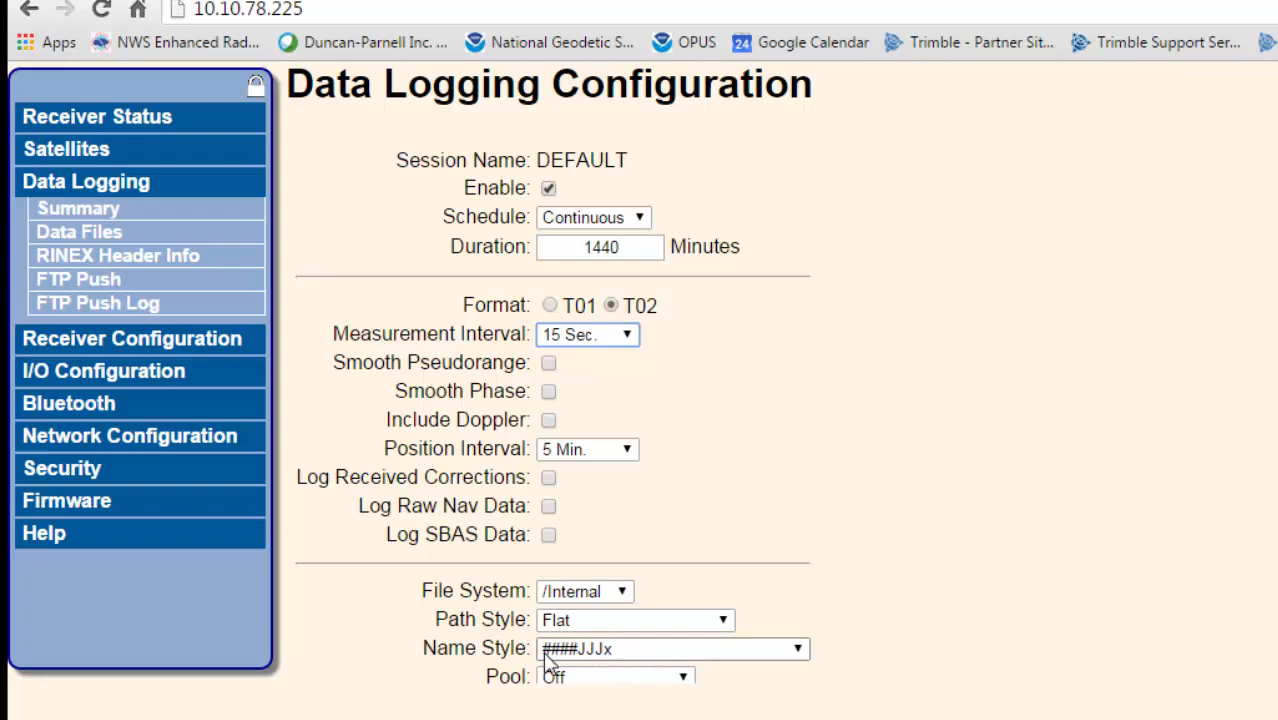 10.10.78.225
Apps NWS Enhanced Rad... Duncan-Parnell Inc. ... National Geodetic S... OPUS 24 Google Calendar Trimble - Partner Sit... Trimble Support Ser...
Receiver Status
Satellites
Data Logging
Summary
Data Files
RINEX Header Info
FTP Push
FTP Push Log
Receiver Configuration
I/O Configuration
Bluetooth
Network Configuration
Security
Firmware
Help
Data Logging Configuration
Session Name: DEFAULT
Enable:
Schedule: Continuous
Duration: 1440 Minutes
Format: T01 T02
Measurement Interval: 15 Sec.
Smooth Pseudorange:
Smooth Phase:
Include Doppler:
Position Interval: 5 Min.
Log Received Corrections:
Log Raw Nav Data:
Log SBAS Data:
File System: /Internal
Path Style: Flat
Name Style: ####JJJx
Pool: Off